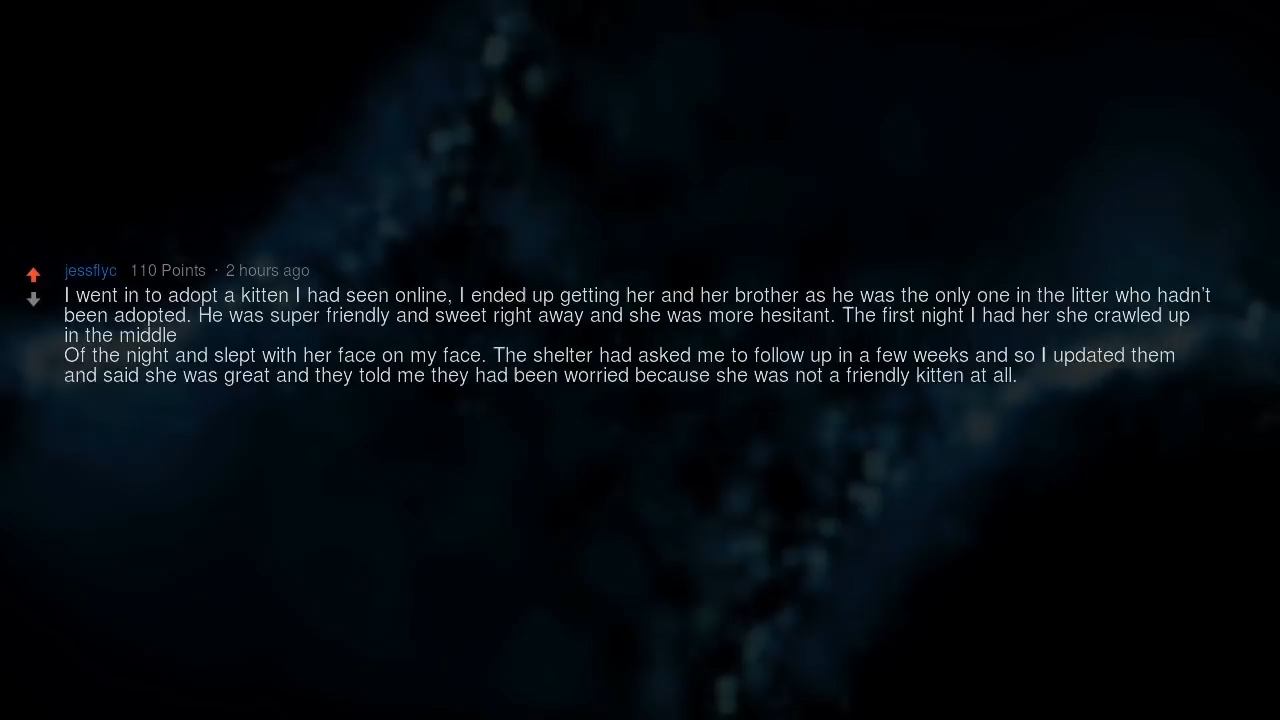 jessflyc 110 Points · 2 hours ago
I went in to adopt a kitten I had seen online, I ended up getting her and her brother as he was the only one in the litter who hadn't
been adopted. He was super friendly and sweet right away and she was more hesitant. The first night I had her she crawled up
in the middle
Of the night and slept with her face on my face. The shelter had asked me to follow up in a few weeks and so I updated them
and said she was great and they told me they had been worried because she was not a friendly kitten at all.